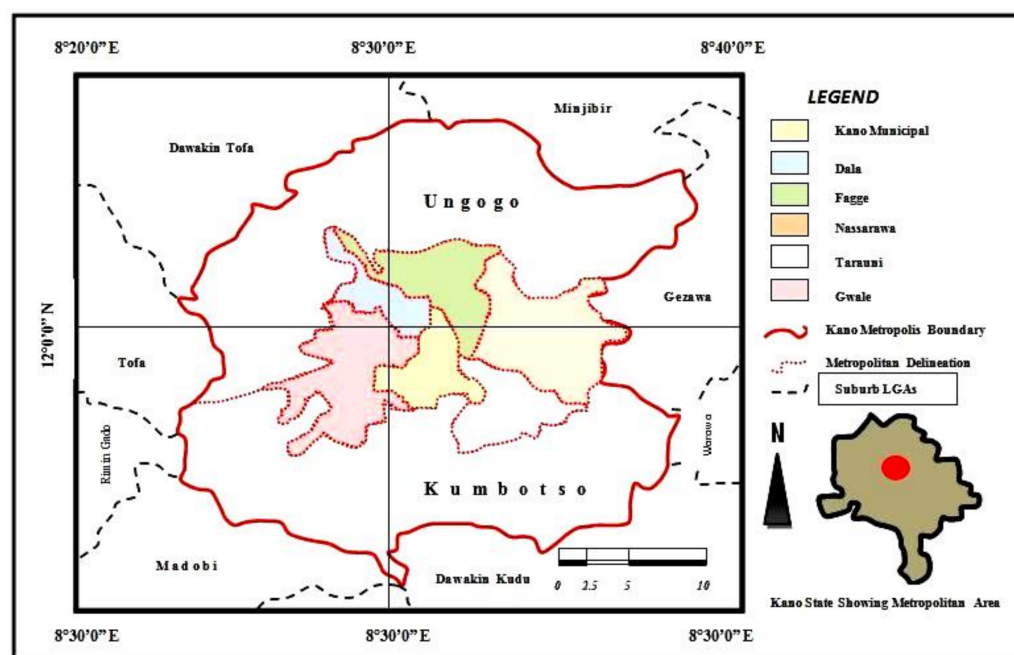 8°20'0" E 8°30'0" E 8°40'0" E
LEGEND
Minjibir
Kano Municipal
Dawakin Tofa
Dala
Ungogo
Fagge
Nassarawa
Tarauni
Gezawa
Gwale
12°0'0" N
Kano Metropolis Boundary
Tofa
Metropolitan Delineation
Suburb LGAs
Rimin Gado
Warawa
N
Kumbotso
Madobi
Dawakin Kudu
0 2.5 5 10
Kano State Showing Metropolitan Area
8°30'0" E 8°30'0" E 8°30'0" E